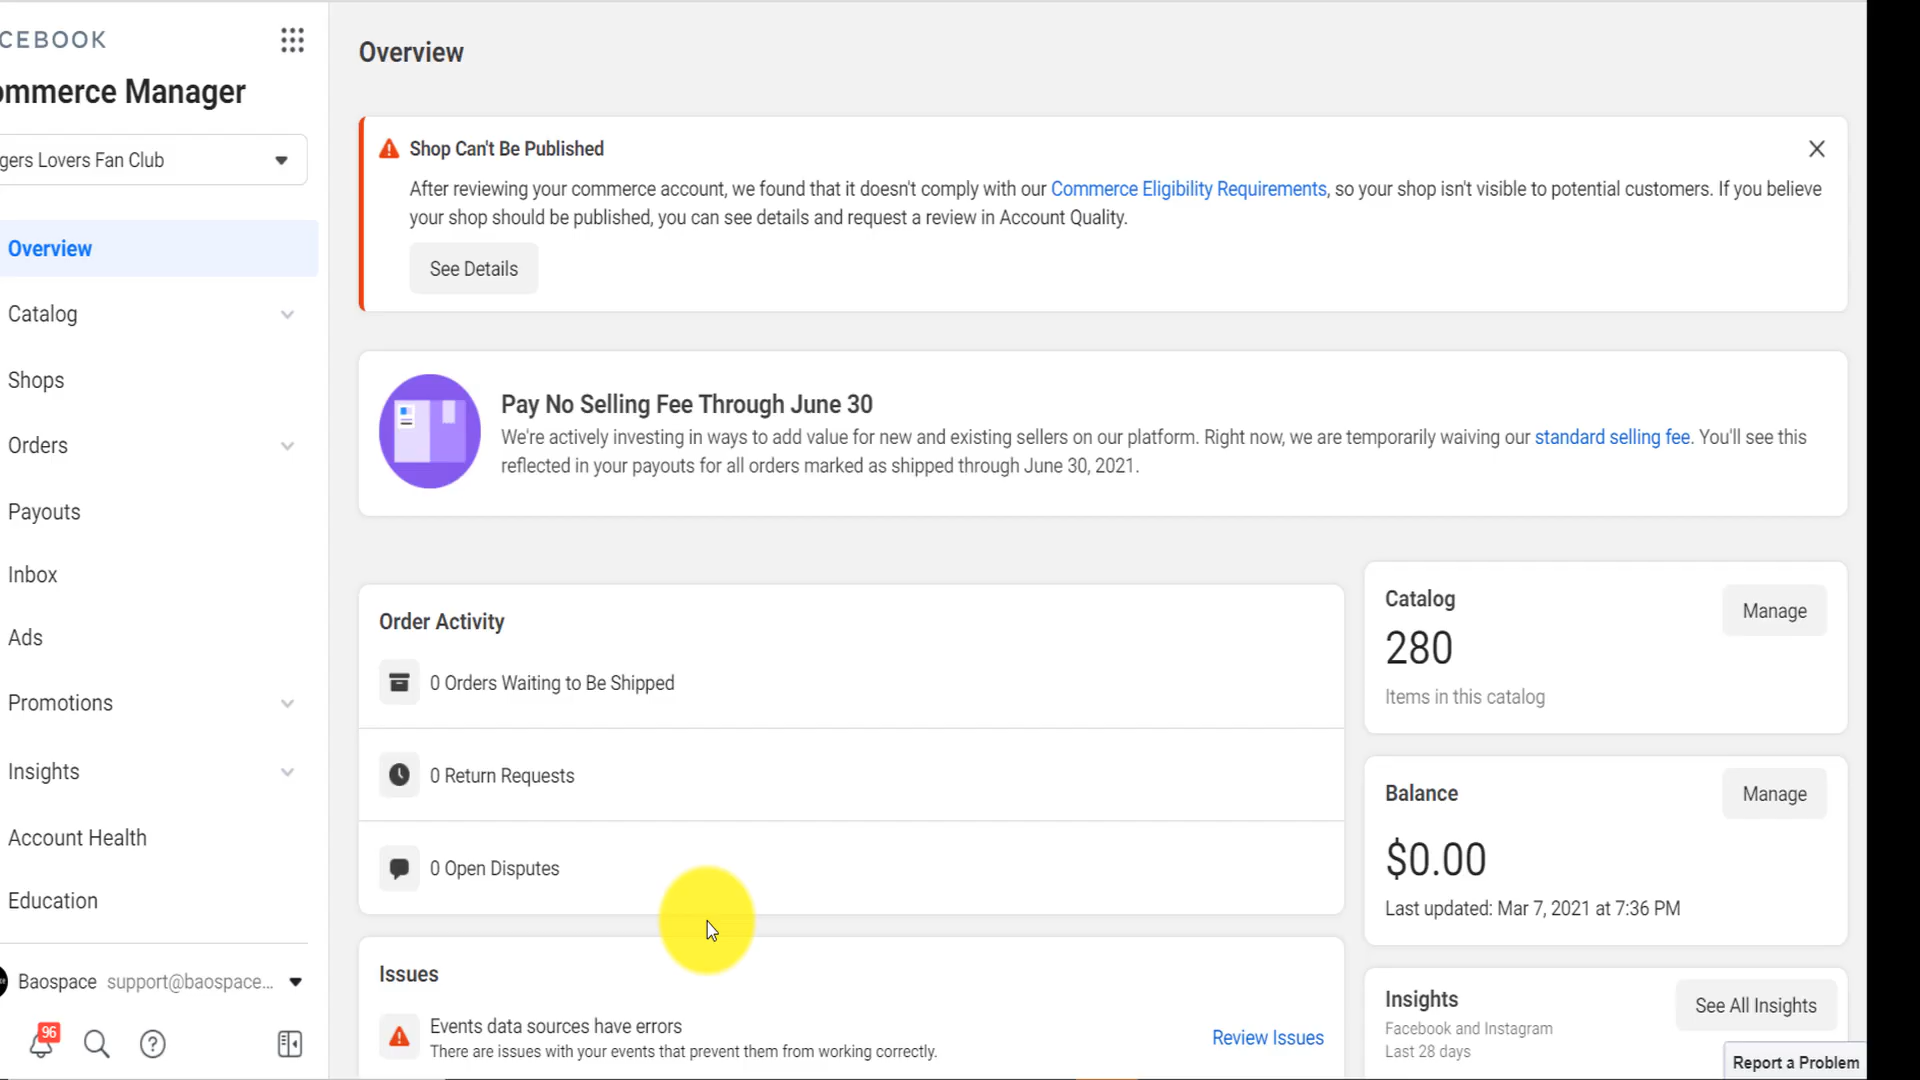 CEBOOK
ommerce Manager
gers Lovers Fan Club
Overview
Catalog
Shops
Orders
Payouts
Inbox
Ads
Promotions
Insights
Account Health
Education
Baospace support@baospace...
96
Overview
Shop Can't Be Published
After reviewing your commerce account, we found that it doesn't comply with our Commerce Eligibility Requirements, so your shop isn't visible to potential customers. If you believe
your shop should be published, you can see details and request a review in Account Quality.
See Details
Pay No Selling Fee Through June 30
We're actively investing in ways to add value for new and existing sellers on our platform. Right now, we are temporarily waiving our standard selling fee. You'll see this
reflected in your payouts for all orders marked as shipped through June 30, 2021.
Order Activity
0 Orders Waiting to Be Shipped
0 Return Requests
0 Open Disputes
Issues
Events data sources have errors
There are issues with your events that prevent them from working correctly.
Review Issues
Catalog
Manage
280
Items in this catalog
Balance
Manage
$0.00
Last updated: Mar 7, 2021 at 7:36 PM
Insights
See All Insights
Facebook and Instagram
Last 28 days
Report a Problem